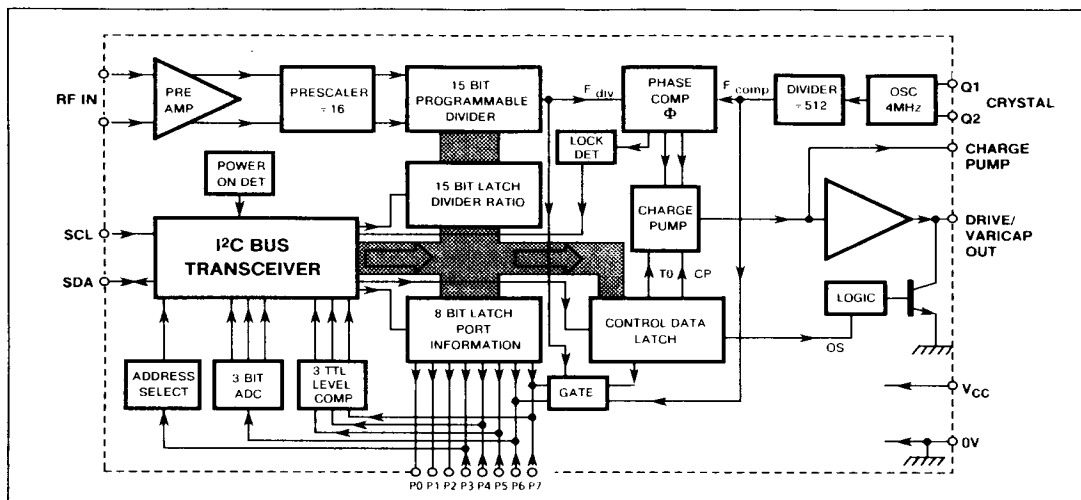 RF IN
PRE
AMP
PRESCALER
÷16
15 BIT
PROGRAMMABLE
DIVIDER
F div
PHASE
COMP
Φ
F comp
DIVIDER
÷512
OSC
4MHz
Q1
Q2
CRYSTAL
LOCK
DET
CHARGE
PUMP
POWER
ON DET
15 BIT LATCH
DIVIDER RATIO
CHARGE
PUMP
DRIVE/
VARICAP
OUT
SCL
SDA
I²C BUS
TRANSCEIVER
T0
CP
LOGIC
8 BIT LATCH
PORT
INFORMATION
CONTROL DATA
LATCH
OS
ADDRESS
SELECT
3 BIT
ADC
3 TTL
LEVEL
COMP
GATE
VCC
0V
P0 P1 P2 P3 P4 P5 P6 P7